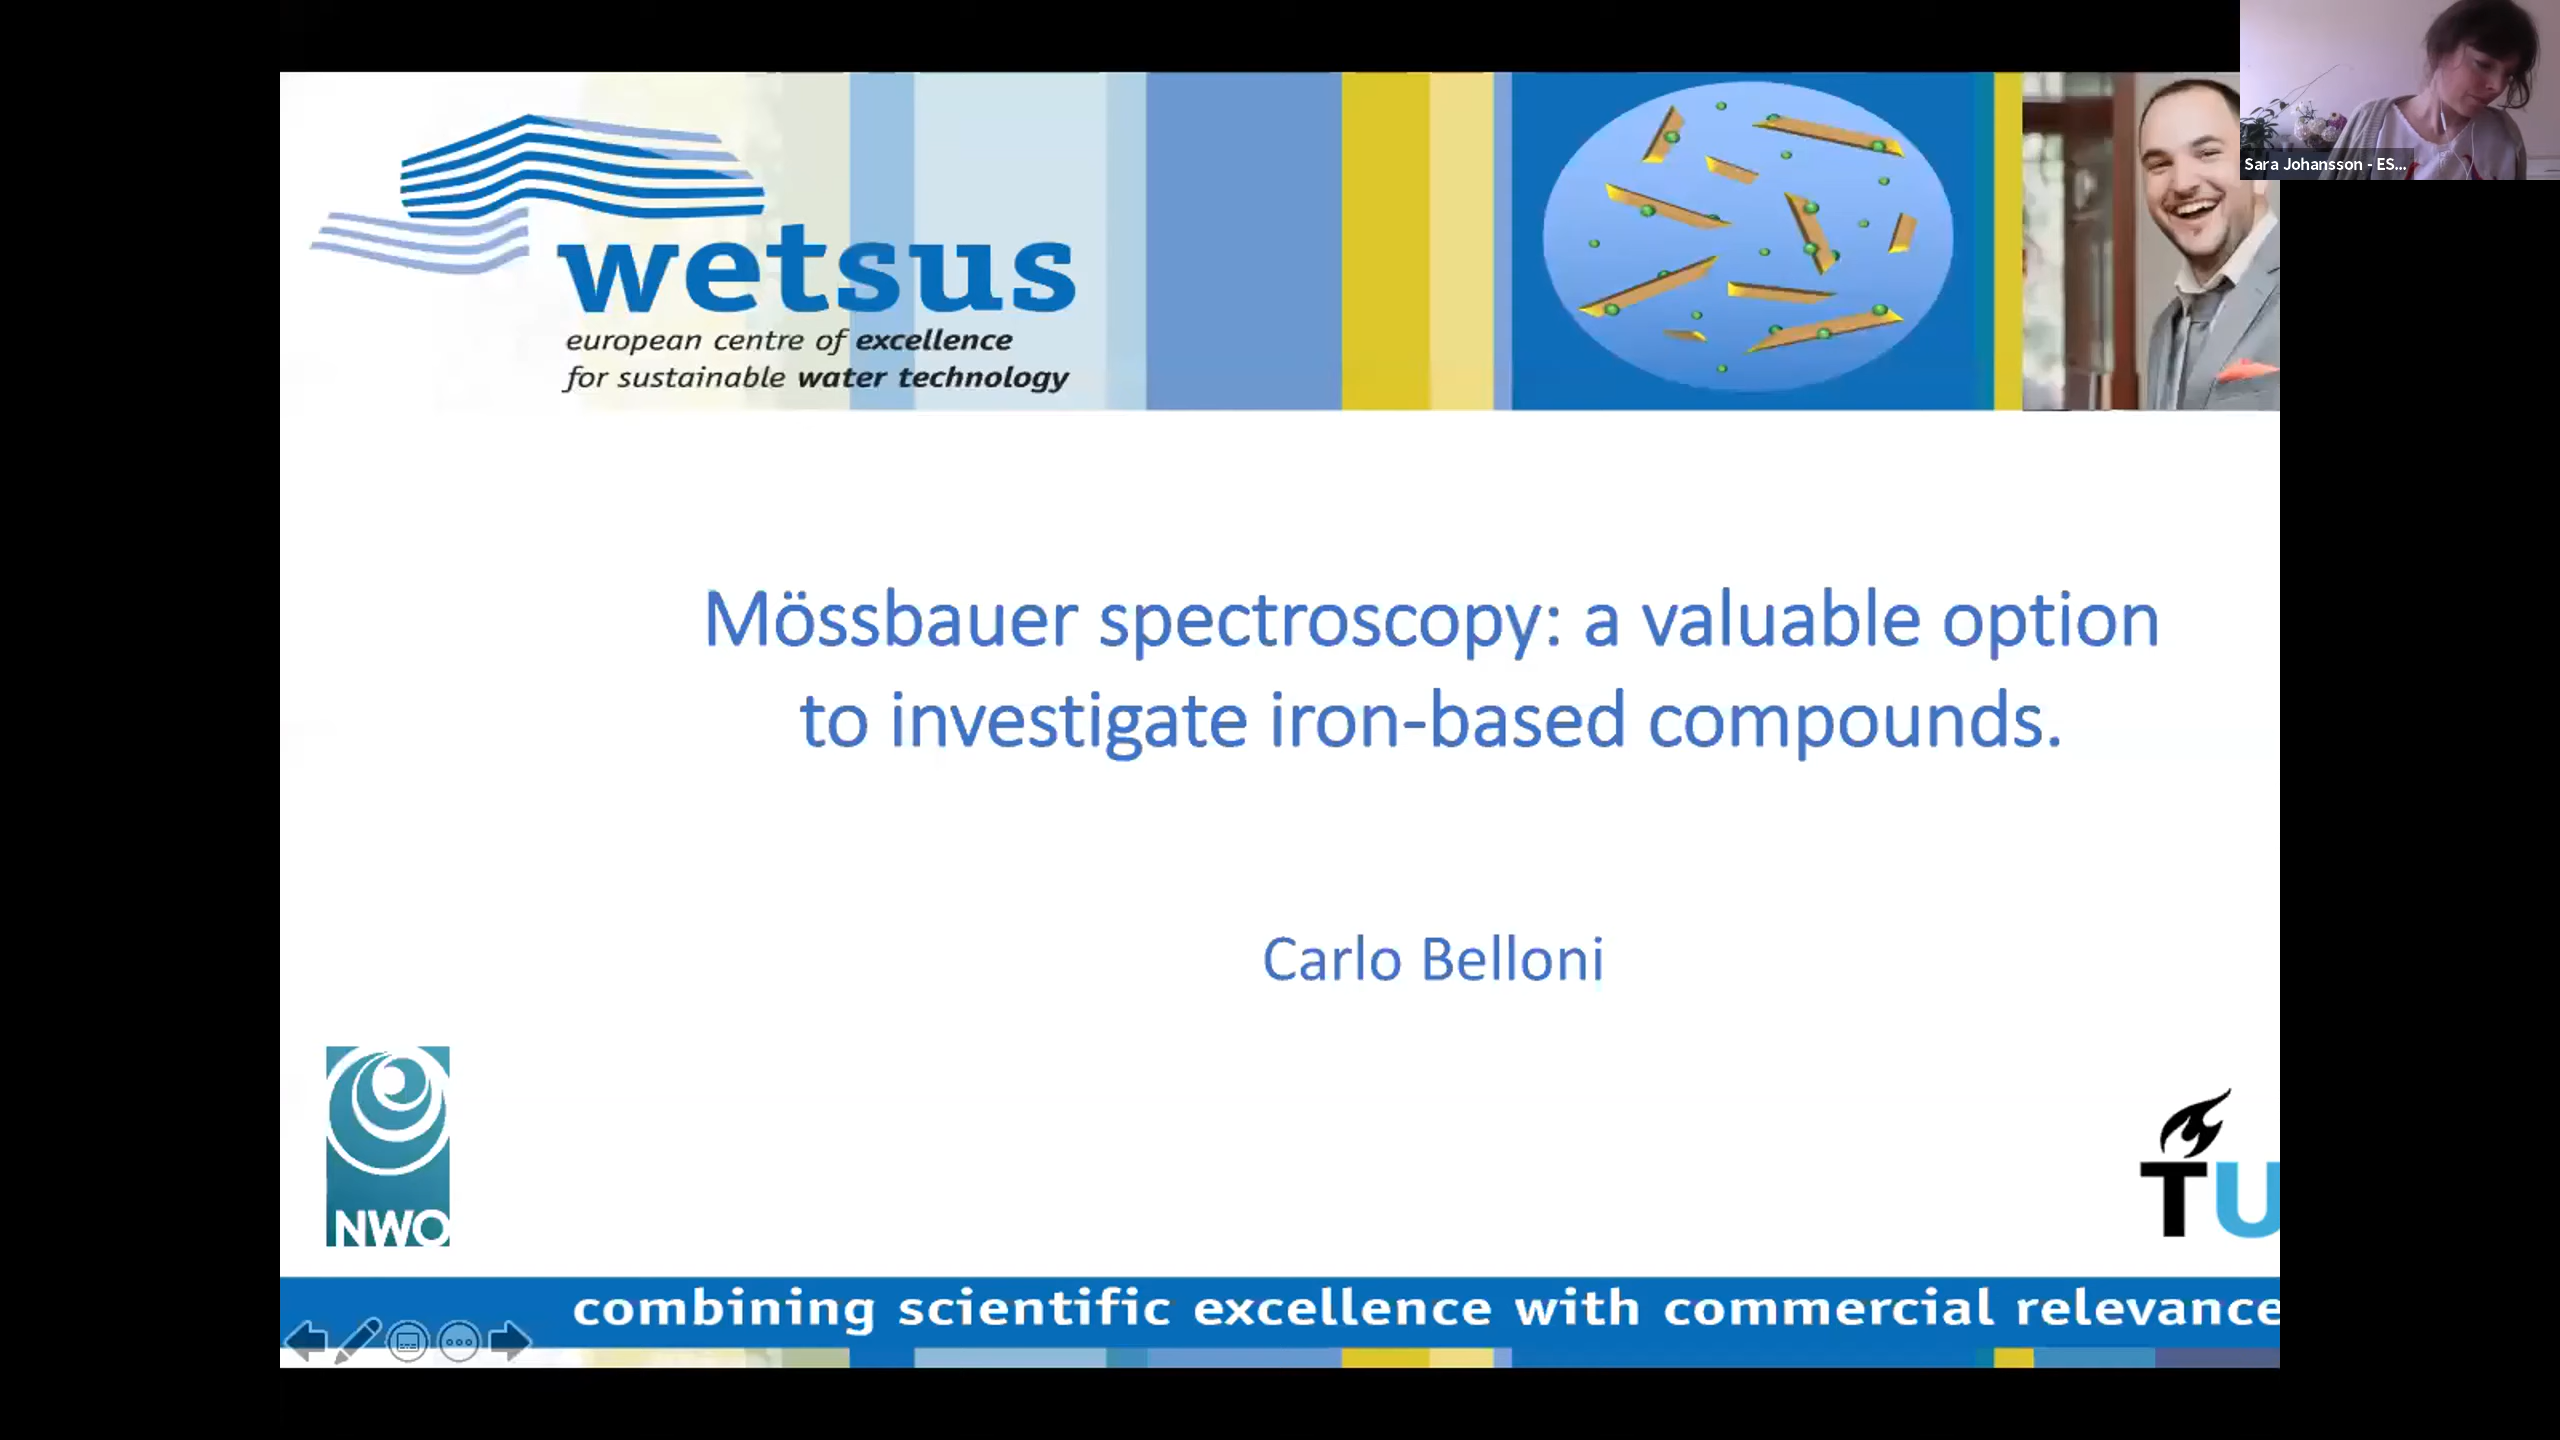 Sara Johansson - ES...
wetsus
european centre of excellence
for sustainable water technology
Mössbauer spectroscopy: a valuable option
to investigate iron-based compounds.
Carlo Belloni
NWO
TU
combining scientific excellence with commercial relevance